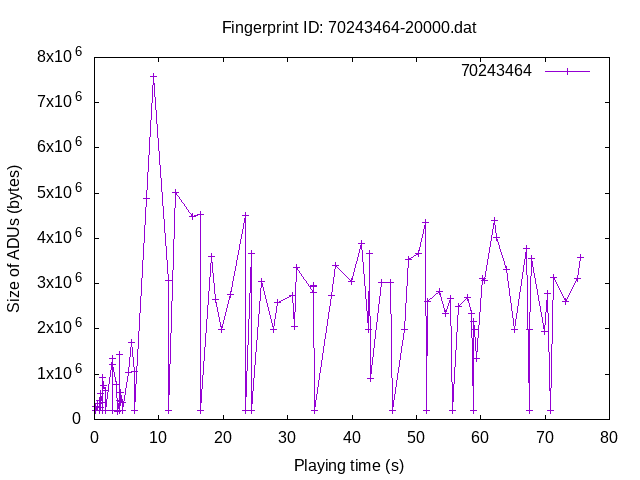 Fingerprint ID: 70243464-20000.dat
70243464
Size of ADUs (bytes)
8x10^6
7x10^6
6x10^6
5x10^6
4x10^6
3x10^6
2x10^6
1x10^6
0
0 10 20 30 40 50 60 70 80
Playing time (s)